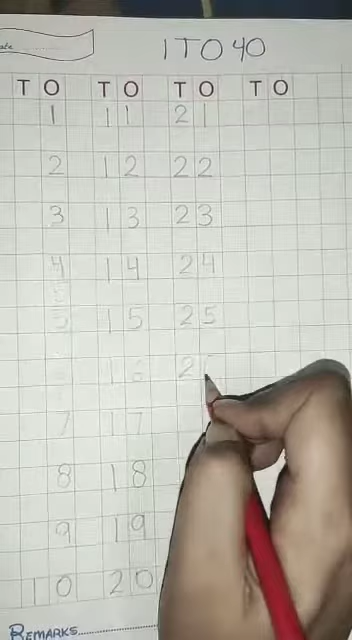 ate
1 TO 40
T O T O T O T O
1 11 21
2 12 22
3 13 23
4 14 24
5 15 25
16 2
7 17
8 18
9 19
10 20
REMARKS